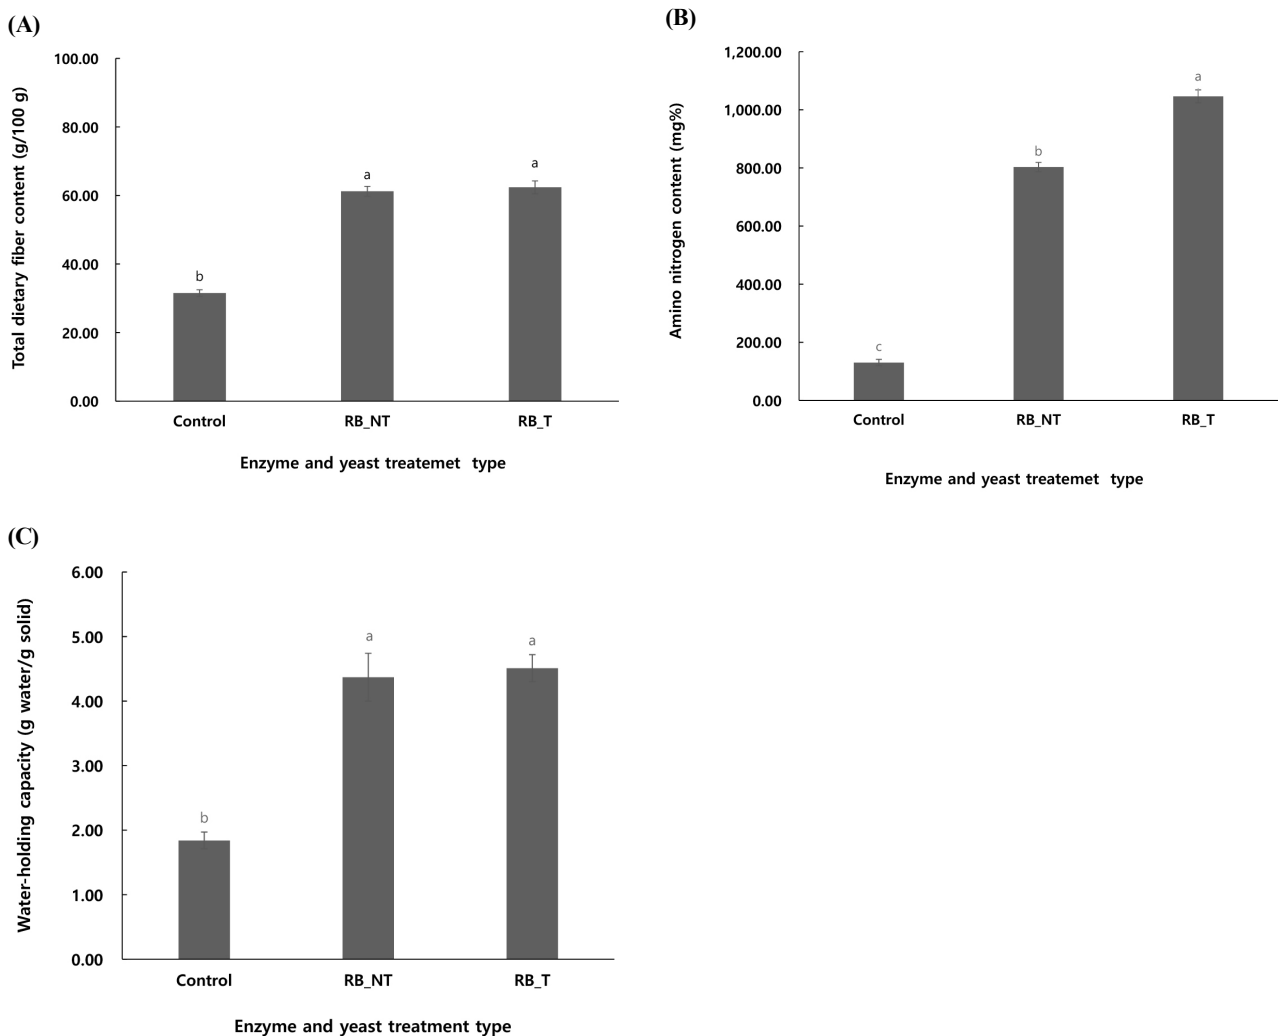 (A)
Total dietary fiber content (g/100 g)
100.00
80.00
60.00
40.00
20.00
0.00
b
a
a
Control
RB_NT
RB_T
Enzyme and yeast treatemet type
(B)
Amino nitrogen content (mg%)
1,200.00
1,000.00
800.00
600.00
400.00
200.00
0.00
c
b
a
Control
RB_NT
RB_T
Enzyme and yeast treatemet type
(C)
Water-holding capacity (g water/g solid)
6.00
5.00
4.00
3.00
2.00
1.00
0.00
b
a
a
Control
RB_NT
RB_T
Enzyme and yeast treatment type